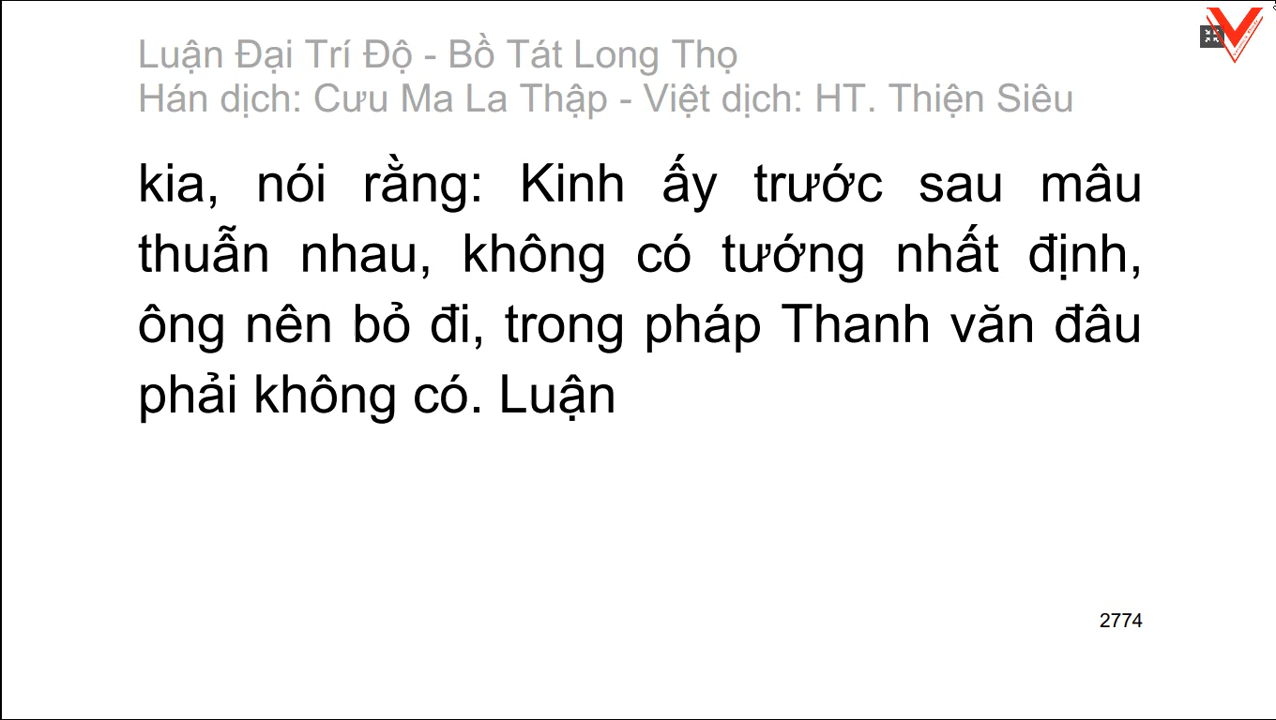 Luận Đại Trí Độ - Bồ Tát Long Thọ
Hán dịch: Cưu Ma La Thập - Việt dịch: HT. Thiện Siêu
kia, nói rằng: Kinh ấy trước sau mâu
thuẫn nhau, không có tướng nhất định,
ông nên bỏ đi, trong pháp Thanh văn đâu
phải không có. Luận
2774